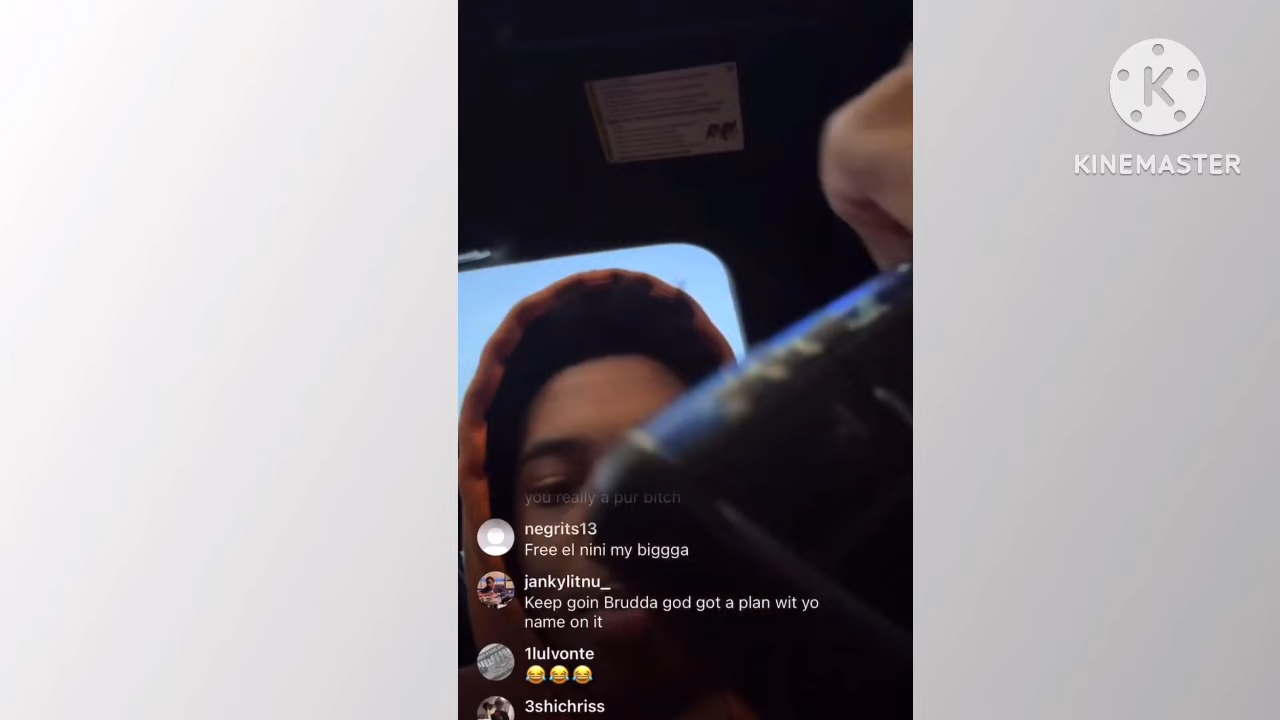 K
KINEMASTER
you really a pur bitch
negrits13
Free el nini my biggga
jankylitnu_
Keep goin Brudda god got a plan wit yo
name on it
1lulvonte
😂😂😂
3shichriss